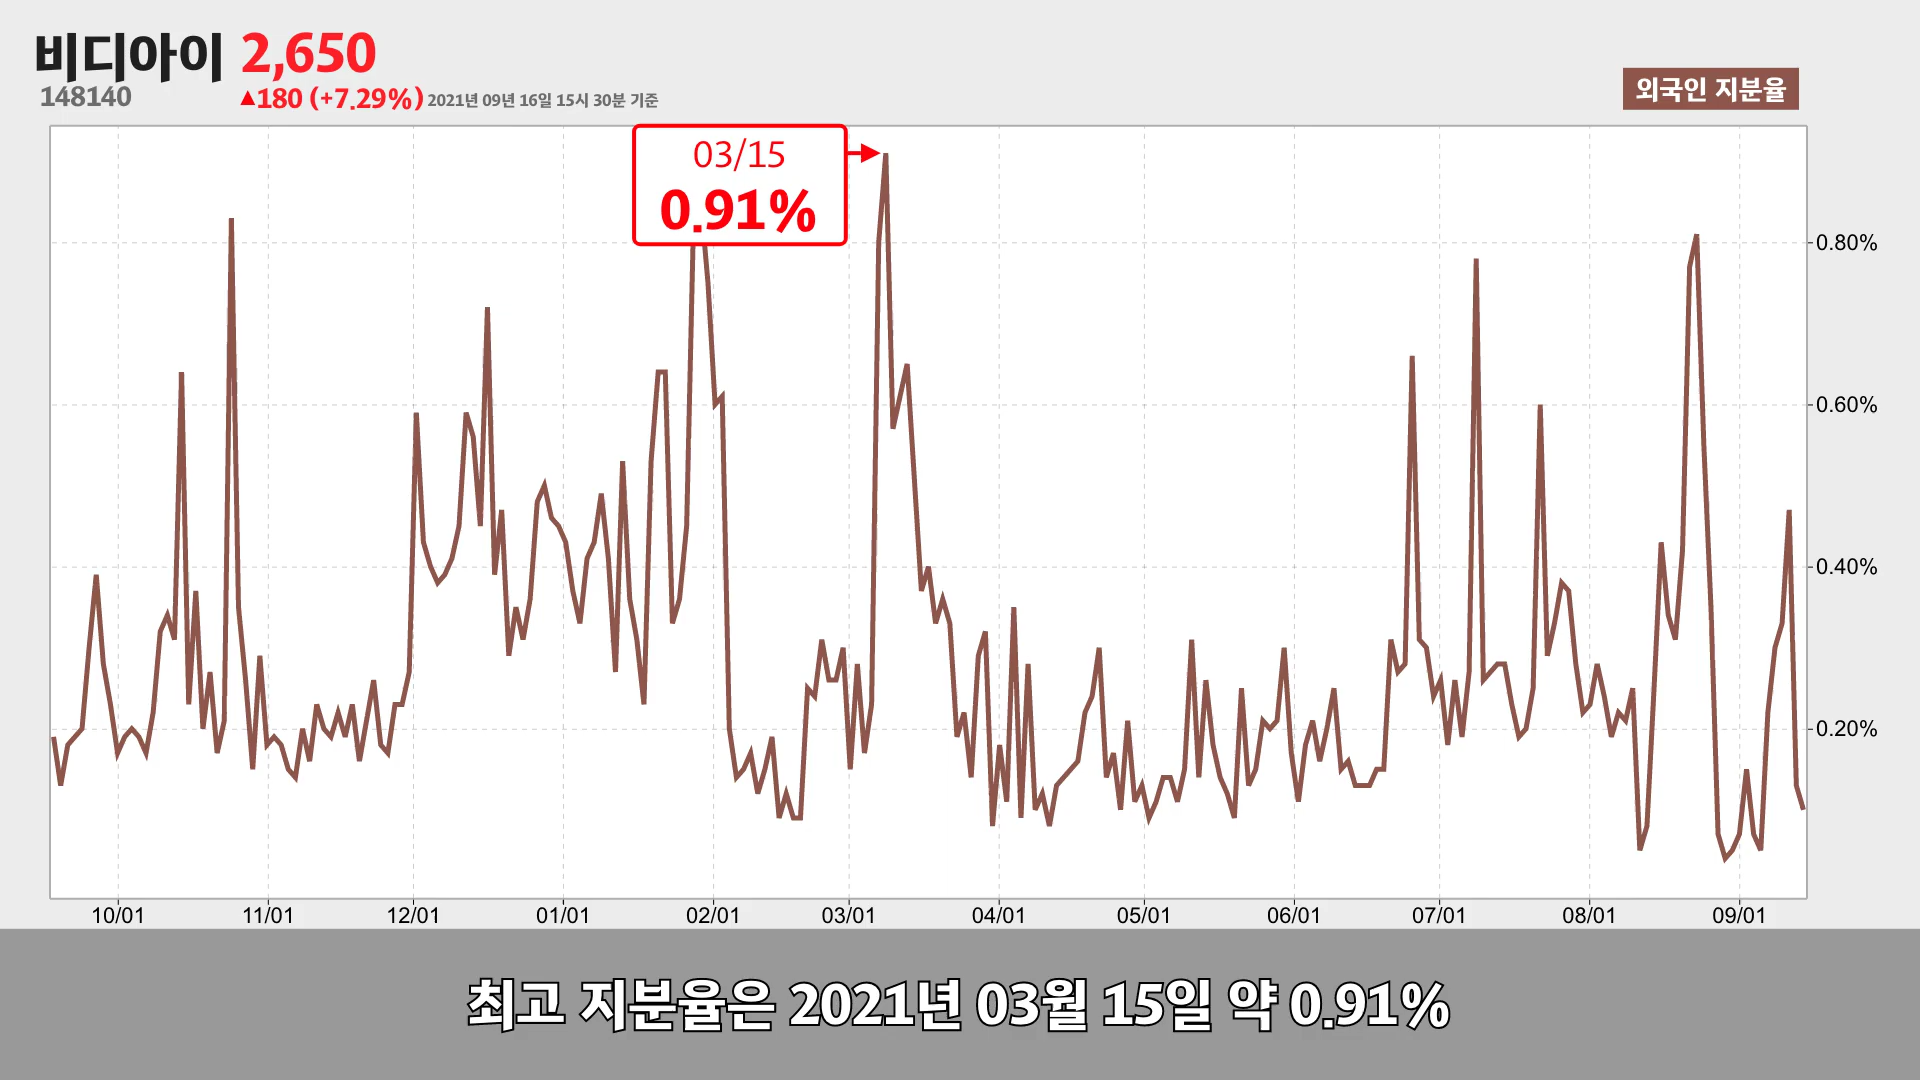 비디아이 2,650
148140
▲180 (+7.29%) 2021년 09년 16일 15시 30분 기준
외국인 지분율
03/15
0.91%
0.80%
0.60%
0.40%
0.20%
10/01 11/01 12/01 01/01 02/01 03/01 04/01 05/01 06/01 07/01 08/01 09/01
최고 지분율은 2021년 03월 15일 약 0.91%